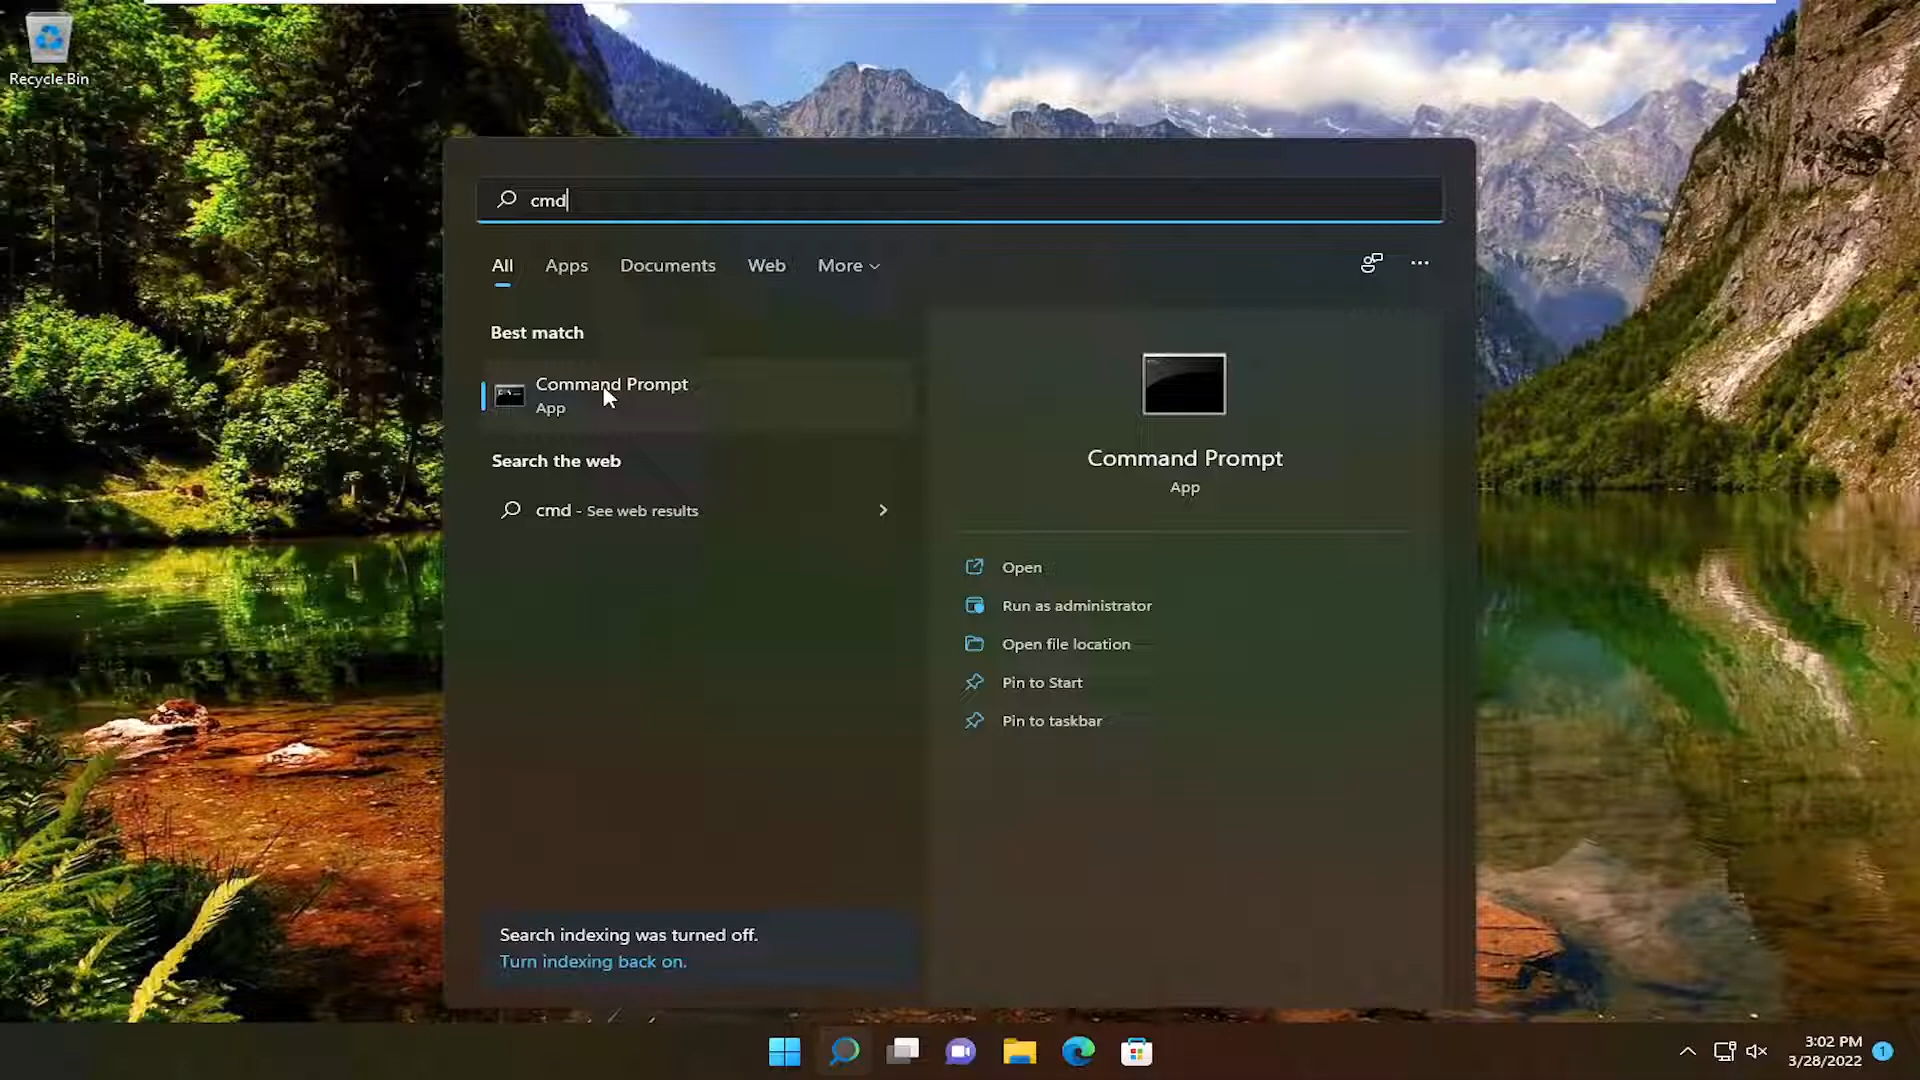 Recycle Bin
cmd
All Apps Documents Web More
Best match
Command Prompt
App
Search the web
cmd - See web results
Command Prompt
App
Open
Run as administrator
Open file location
Pin to Start
Pin to taskbar
Search indexing was turned off.
Turn indexing back on.
3:02 PM
3/28/2022
1